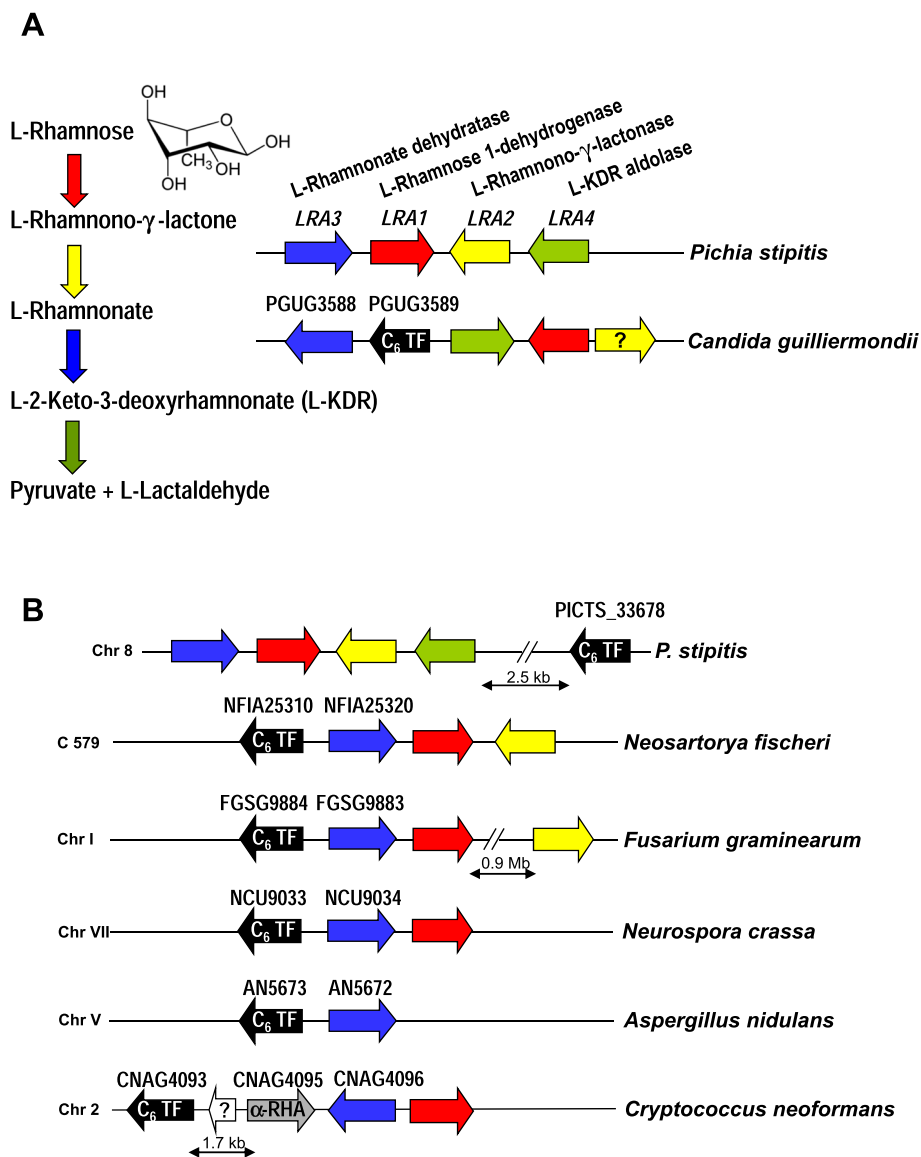 A
L-Rhamnose
OH
O
OH
CH3
OH
OH
L-Rhamnono-γ-lactone
L-Rhamnonate
L-2-Keto-3-deoxyrhamnonate (L-KDR)
Pyruvate + L-Lactaldehyde
L-Rhamnonate dehydratase
L-Rhamnose 1-dehydrogenase
L-Rhamnono-γ-lactonase
L-KDR aldolase
LRA3 LRA1 LRA2 LRA4
Pichia stipitis
PGUG3588 PGUG3589
C6 TF ? Candida guilliermondii
B
PICTS_33678
Chr 8 C6 TF P. stipitis
2.5 kb
NFIA25310 NFIA25320
C 579 C6 TF Neosartorya fischeri
FGSG9884 FGSG9883
Chr I C6 TF Fusarium graminearum
0.9 Mb
NCU9033 NCU9034
Chr VII C6 TF Neurospora crassa
AN5673 AN5672
Chr V C6 TF Aspergillus nidulans
CNAG4093 CNAG4095 CNAG4096
Chr 2 C6 TF ? α-RHA Cryptococcus neoformans
1.7 kb